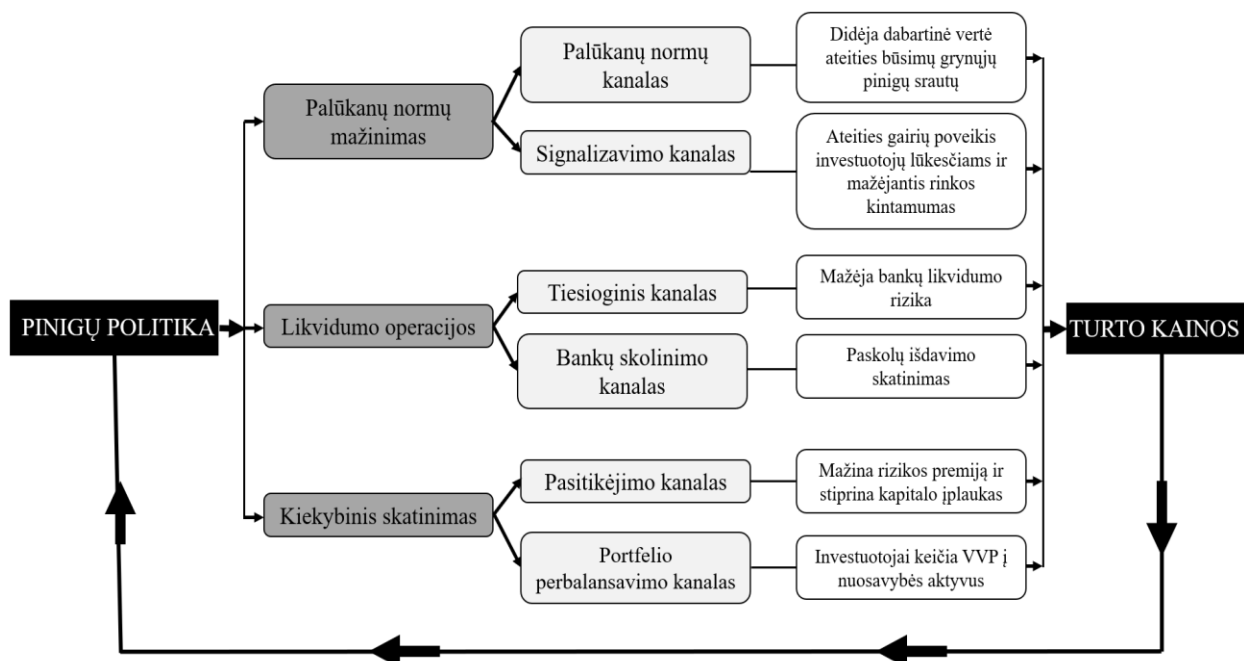 PINIGŲ POLITIKA
Palūkanų normų
mažinimas
Likvidumo operacijos
Kiekybinis skatinimas
Palūkanų normų
kanalas
Signalizavimo kanalas
Tiesioginis kanalas
Bankų skolinimo
kanalas
Pasitikėjimo kanalas
Portfelio
perbalansavimo kanalas
Didėja dabartinė vertė
ateities būsimų grynųjų
pinigų srautų
Ateities gairių poveikis
investuotojų lūkesčiams ir
mažėjantis rinkos
kintamumas
Mažėja bankų likvidumo
rizika
Paskolų išdavimo
skatinimas
Mažina rizikos premiją ir
stiprina kapitalo įplaukas
Investuotojai keičia VVP į
nuosavybės aktyvus
TURTO KAINOS